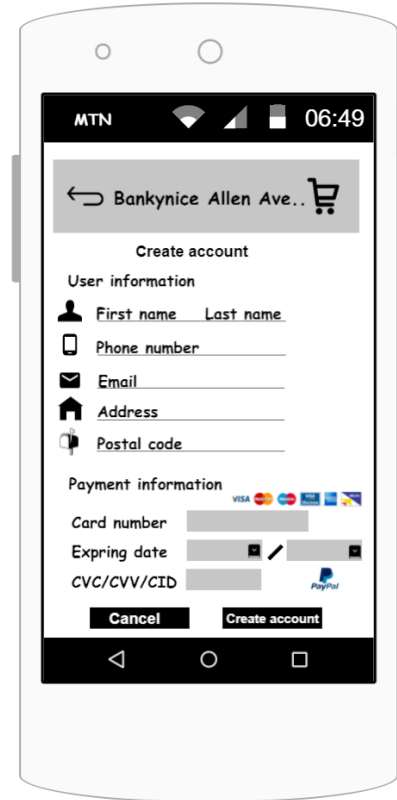 MTN 06:49
Bankynice Allen Ave..
Create account
User information
First name Last name
Phone number
Email
Address
Postal code
Payment information
VISA
Card number
Expring date /
CVC/CVV/CID PayPal
Cancel Create account